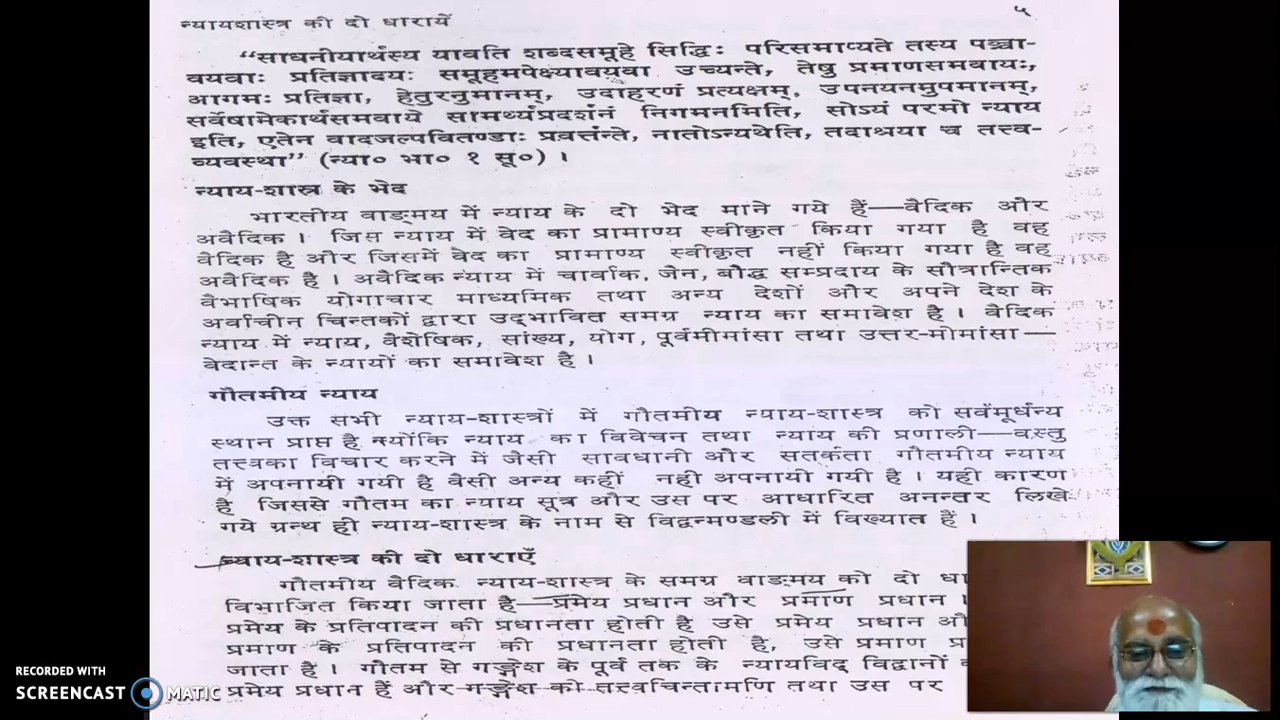 न्यायशास्त्र की दो धारायें ५
“साधनीयार्थस्य यावति शब्दसमूहे सिद्धिः परिसमाप्यते तस्य पञ्चा-
वयवाः प्रतिज्ञादयः समूहमपेक्ष्यावयवा उच्यन्ते, तेषु प्रमाणसमवायः,
आगमः प्रतिज्ञा, हेतुरनुमानम्, उदाहरणं प्रत्यक्षम्, उपनयनमुपमानम्,
सर्वेषामेकार्थसमवाये सामर्थ्यप्रदर्शनं निगमनमिति, सोऽयं परमो न्याय
इति, एतेन वादजल्पवितण्डाः प्रवर्त्तन्ते, नातोऽन्यथेति, तदाश्रया च तत्त्व-
व्यवस्था” (न्या० भा० १ सू०) ।
न्याय-शास्त्र के भेद
भारतीय वाङ्मय में न्याय के दो भेद माने गये हैं—वैदिक और
अवैदिक । जिस न्याय में वेद का प्रामाण्य स्वीकृत किया गया है वह
वैदिक है और जिसमें वेद का प्रामाण्य स्वीकृत नहीं किया गया है वह
अवैदिक है । अवैदिक न्याय में चार्वाक, जैन, बौद्ध सम्प्रदाय के सौत्रान्तिक
वैभाषिक योगाचार माध्यमिक तथा अन्य देशों और अपने देश के
अर्वाचीन चिन्तकों द्वारा उद्भावित समग्र न्याय का समावेश है । वैदिक
न्याय में न्याय, वैशेषिक, सांख्य, योग, पूर्वमीमांसा तथा उत्तर-मीमांसा—
वेदान्त के न्यायों का समावेश है ।
गौतमीय न्याय
उक्त सभी न्याय-शास्त्रों में गौतमीय न्याय-शास्त्र को सर्वमूर्धन्य
स्थान प्राप्त है, क्योंकि न्याय का विवेचन तथा न्याय की प्रणाली—वस्तु
तत्त्वका विचार करने में जैसी सावधानी और सतर्कता गौतमीय न्याय
में अपनायी गयी है वैसी अन्य कहीं नही अपनायी गयी है । यही कारण
है जिससे गौतम का न्याय सूत्र और उस पर आधारित अनन्तर लिखे
गये ग्रन्थ ही न्याय-शास्त्र के नाम से विद्वन्मण्डली में विख्यात हैं ।
न्याय-शास्त्र की दो धाराएँ
गौतमीय वैदिक न्याय-शास्त्र के समग्र वाङ्मय को दो
विभाजित किया जाता है—प्रमेय प्रधान और प्रमाण प्रधान ।
प्रमेय के प्रतिपादन की प्रधानता होती है उसे प्रमेय प्रधान
प्रमाण के प्रतिपादन की प्रधानता होती है, उसे प्रमाण
जाता है । गौतम से गङ्गेश के पूर्व तक के न्यायविद् विद्वानों
प्रमेय प्रधान हैं और गङ्गेश की तत्त्वचिन्तामणि तथा उस पर
RECORDED WITH
SCREENCAST MATIC